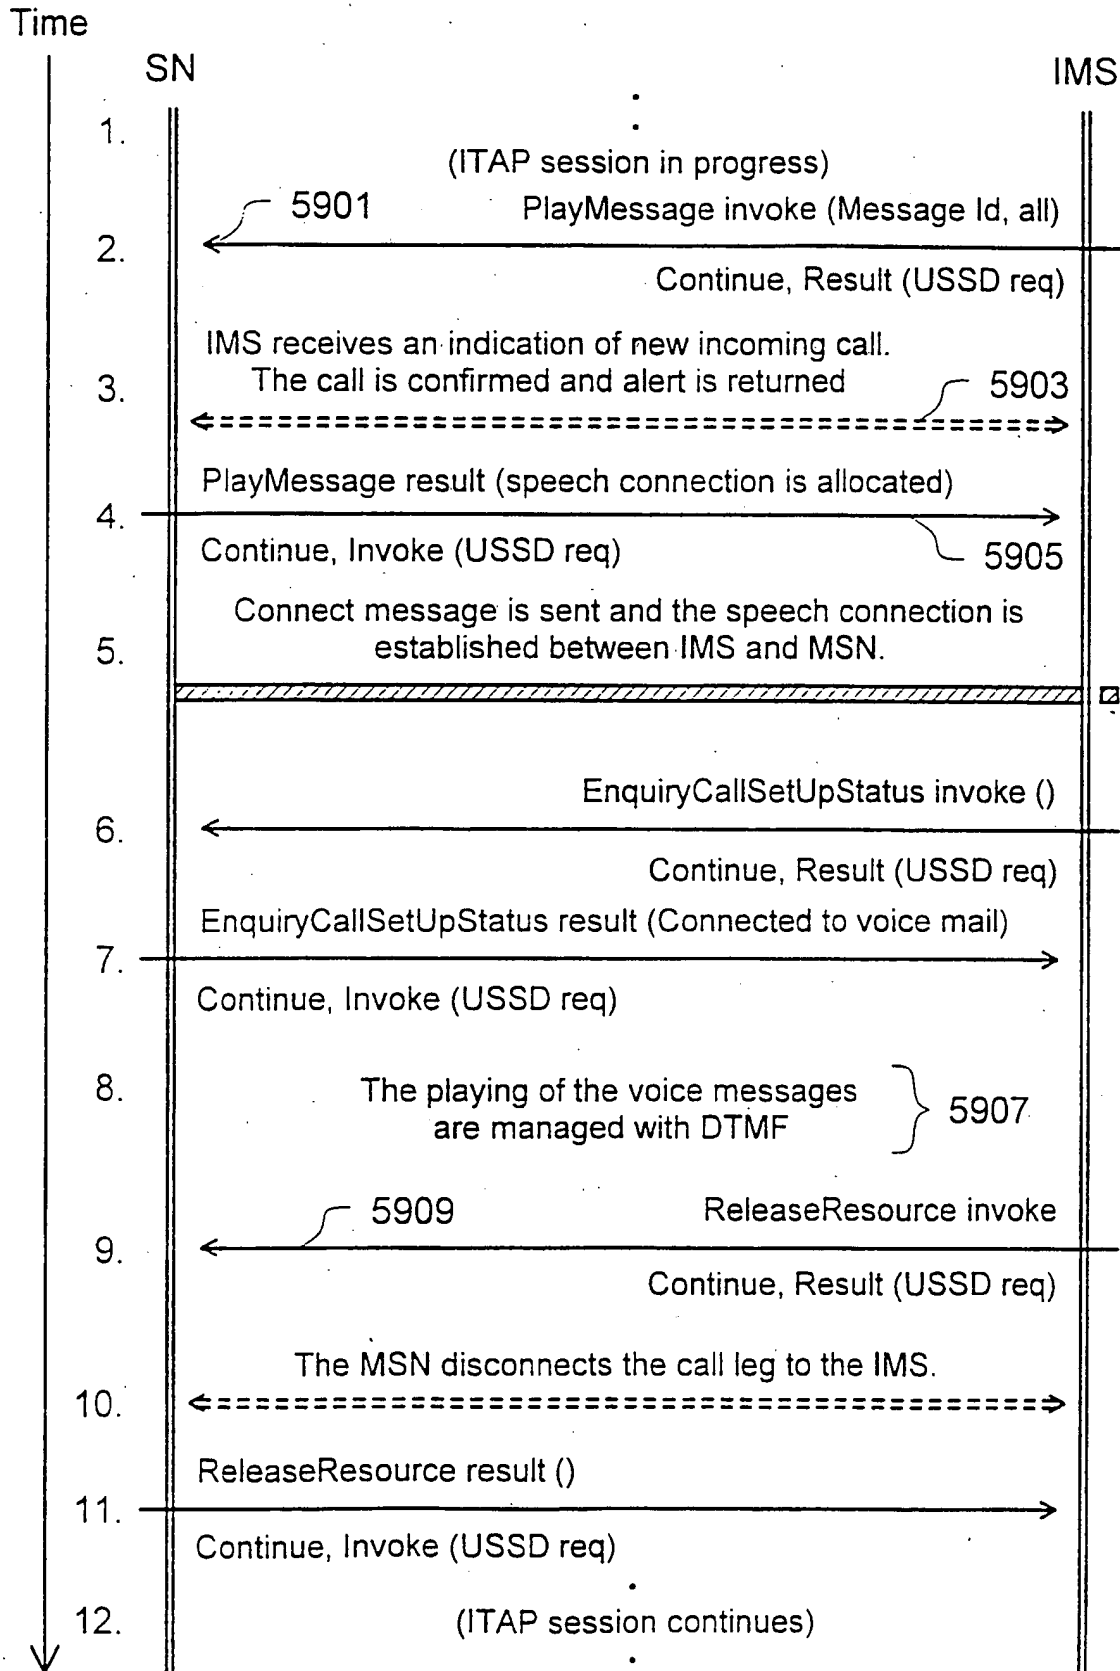 Time
SN
IMS
1.
(ITAP session in progress)
5901
PlayMessage invoke (Message Id, all)
2.
Continue, Result (USSD req)
IMS receives an indication of new incoming call.
3.
The call is confirmed and alert is returned
5903
PlayMessage result (speech connection is allocated)
4.
Continue, Invoke (USSD req)
5905
Connect message is sent and the speech connection is
5.
established between IMS and MSN.
EnquiryCallSetUpStatus invoke ()
6.
Continue, Result (USSD req)
EnquiryCallSetUpStatus result (Connected to voice mail)
7.
Continue, Invoke (USSD req)
8.
The playing of the voice messages
are managed with DTMF
5907
5909
ReleaseResource invoke
9.
Continue, Result (USSD req)
The MSN disconnects the call leg to the IMS.
10.
ReleaseResource result ()
11.
Continue, Invoke (USSD req)
12.
(ITAP session continues)